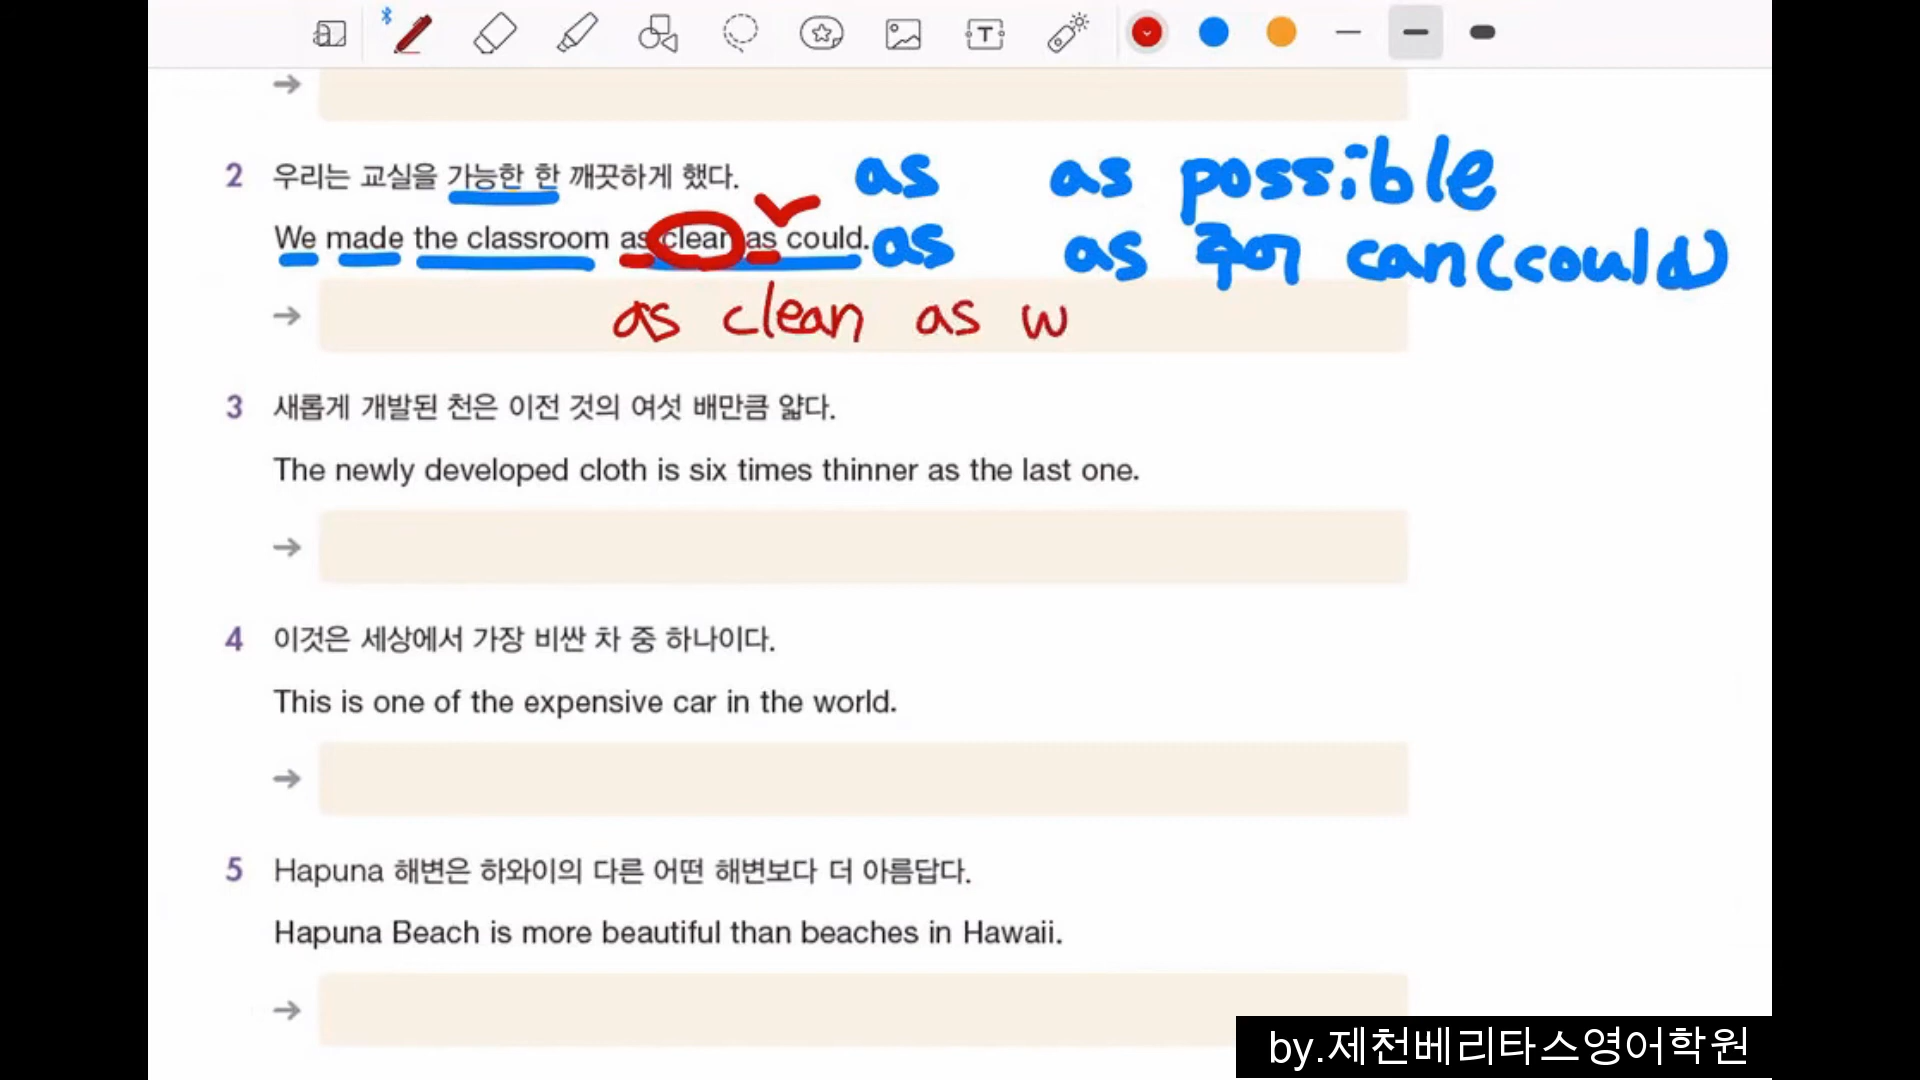 2 우리는 교실을 가능한 한 깨끗하게 했다. as as possible
We made the classroom as clean as could. as as 주어 can(could)
→ as clean as w
3 새롭게 개발된 천은 이전 것의 여섯 배만큼 얇다.
The newly developed cloth is six times thinner as the last one.
→
4 이것은 세상에서 가장 비싼 차 중 하나이다.
This is one of the expensive car in the world.
→
5 Hapuna 해변은 하와이의 다른 어떤 해변보다 더 아름답다.
Hapuna Beach is more beautiful than beaches in Hawaii.
→
by.제천베리타스영어학원